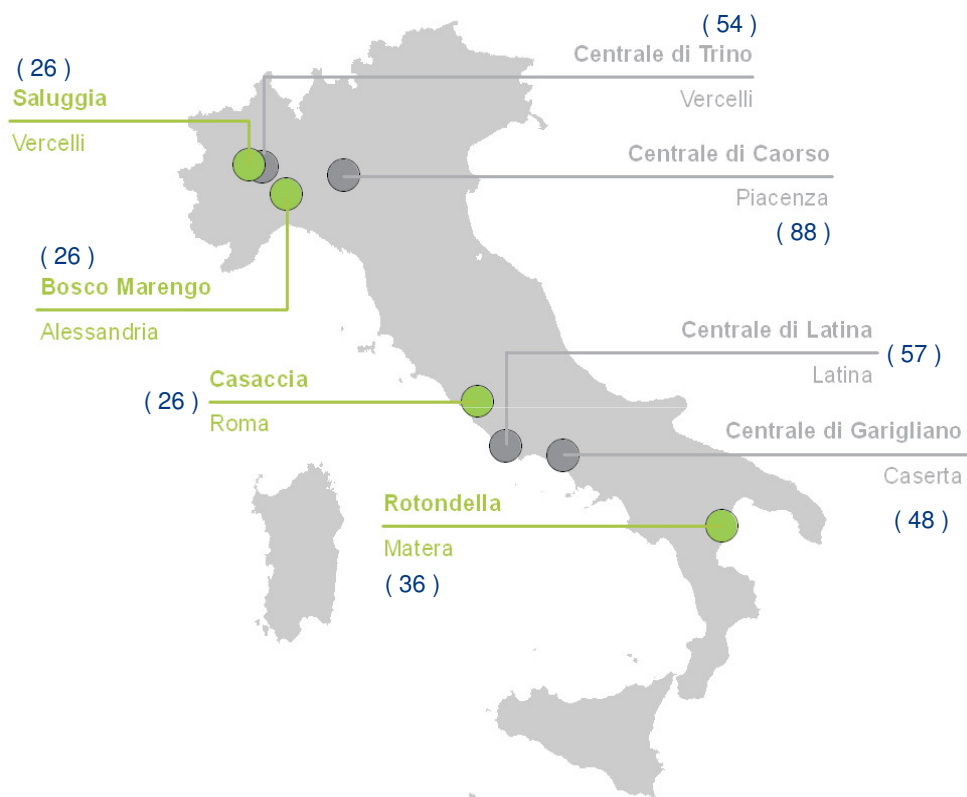 ( 54 )
Centrale di Trino
Vercelli
( 26 )
Saluggia
Vercelli
Centrale di Caorso
Piacenza
( 88 )
( 26 )
Bosco Marengo
Alessandria
Centrale di Latina
( 57 )
Latina
Casaccia
( 26 )
Roma
Centrale di Garigliano
Caserta
( 48 )
Rotondella
Matera
( 36 )